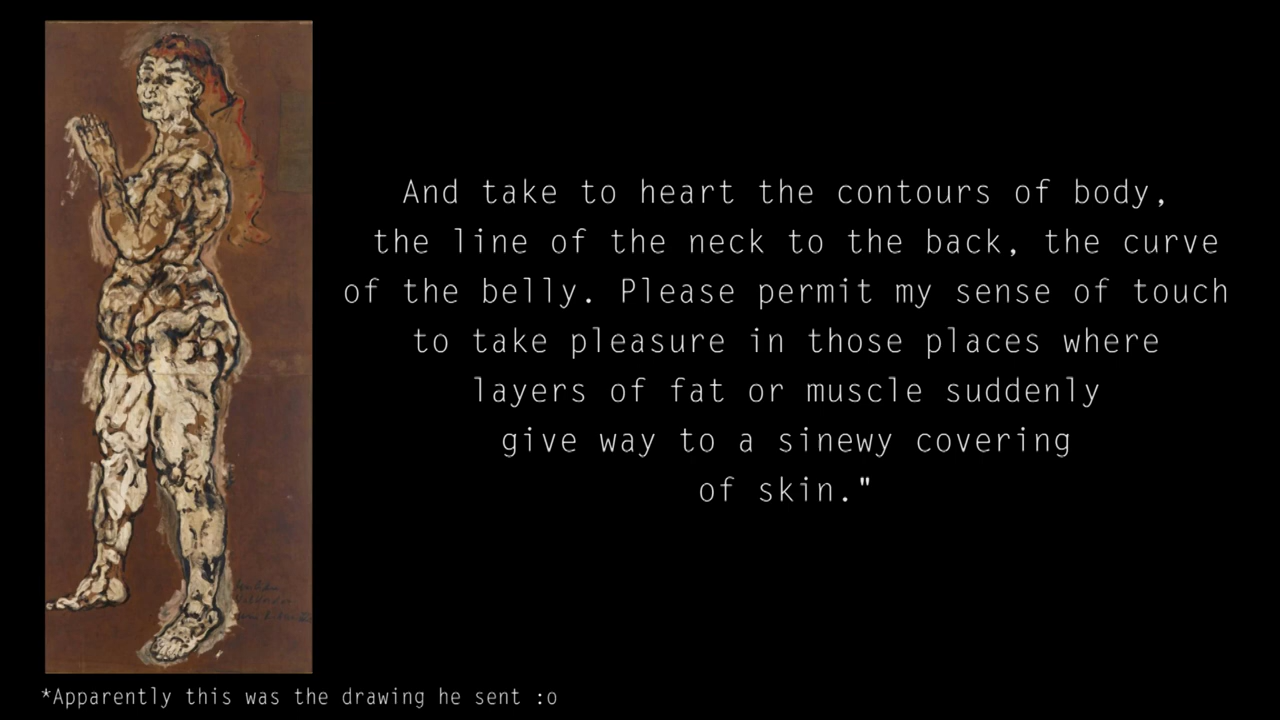 And take to heart the contours of body,
the line of the neck to the back, the curve
of the belly. Please permit my sense of touch
to take pleasure in those places where
layers of fat or muscle suddenly
give way to a sinewy covering
of skin."
*Apparently this was the drawing he sent :o